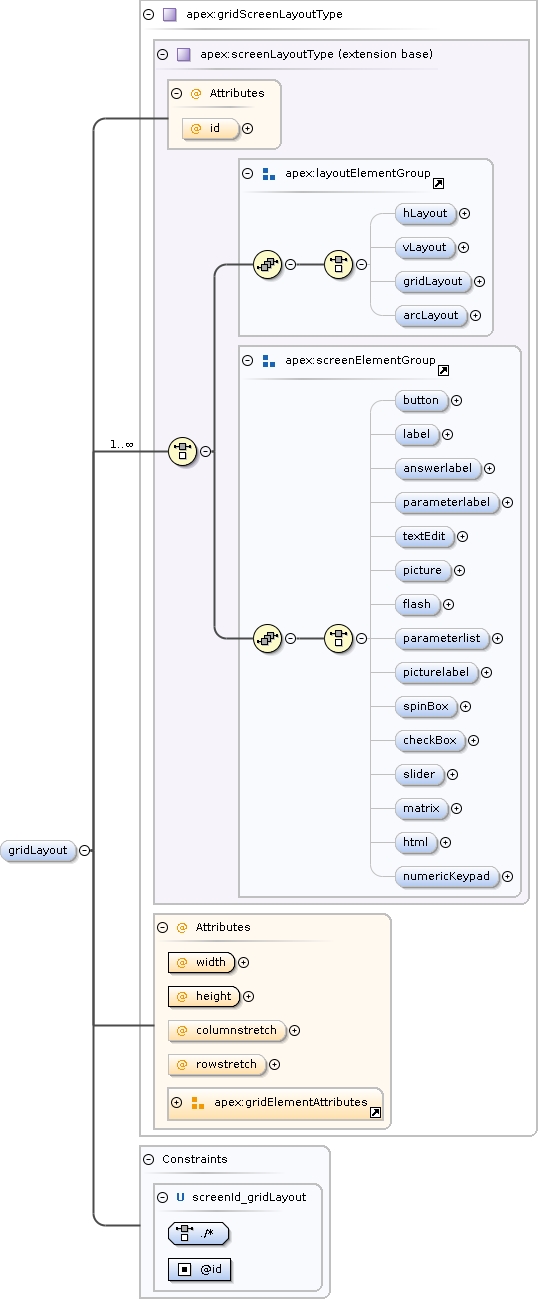 apex:gridScreenLayoutType
apex:screenLayoutType (extension base)
@ Attributes
@ id
apex:layoutElementGroup
hLayout
vLayout
gridLayout
arcLayout
apex:screenElementGroup
button
label
answerlabel
1..∞
parameterlabel
textEdit
picture
flash
parameterlist
picturelabel
spinBox
checkBox
slider
matrix
html
gridLayout
numericKeypad
@ Attributes
@ width
@ height
@ columnstretch
@ rowstretch
apex:gridElementAttributes
Constraints
U screenId_gridLayout
./*
@id